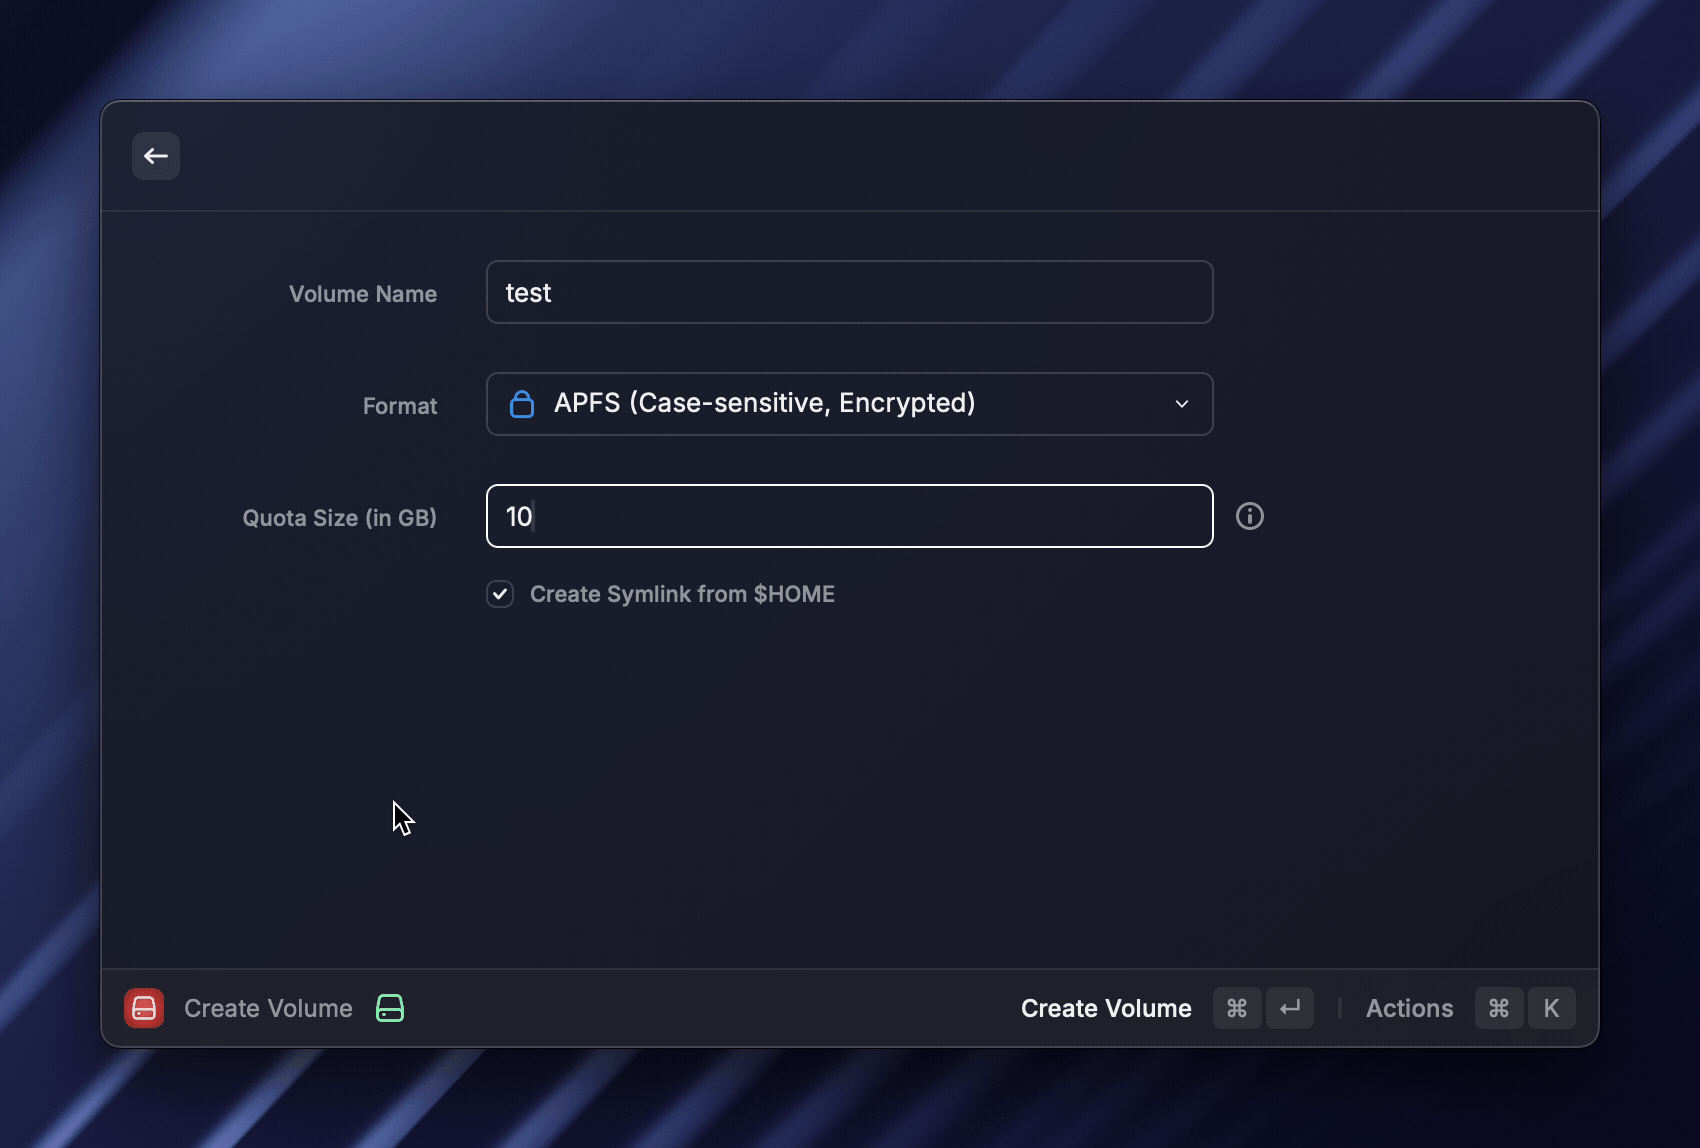 Volume Name
test
Format
APFS (Case-sensitive, Encrypted)
Quota Size (in GB)
10
Create Symlink from $HOME
Create Volume
Create Volume ⌘ ↵ | Actions ⌘ K